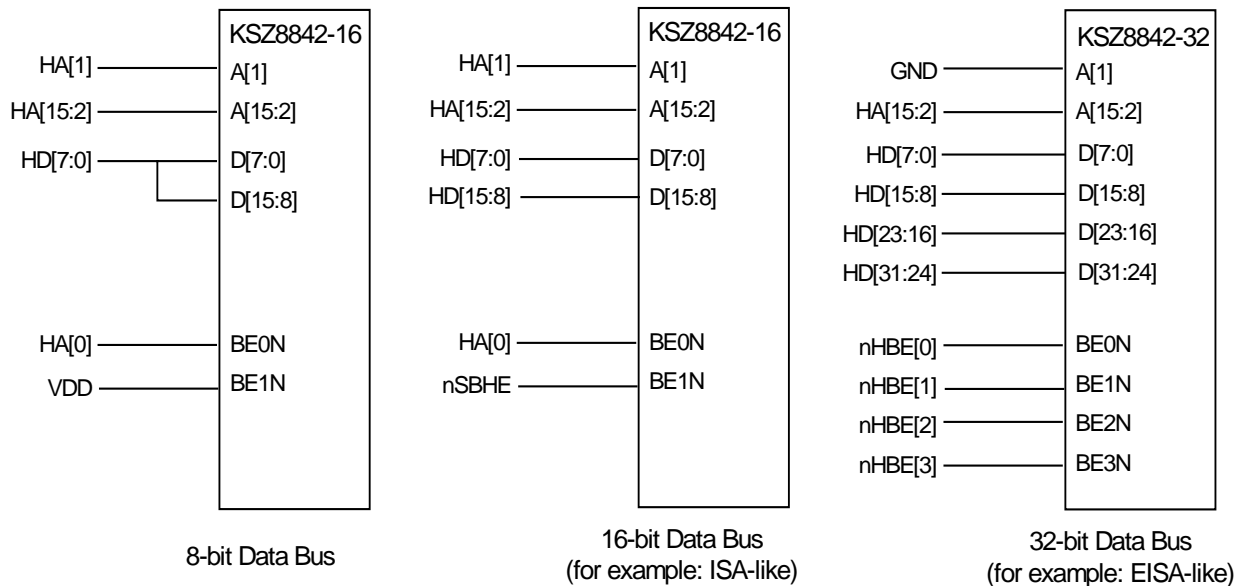 KSZ8842-16
HA[1]
A[1]
HA[15:2]
A[15:2]
HD[7:0]
D[7:0]
D[15:8]
HA[0]
BE0N
VDD
BE1N
8-bit Data Bus
KSZ8842-16
HA[1]
A[1]
HA[15:2]
A[15:2]
HD[7:0]
D[7:0]
HD[15:8]
D[15:8]
HA[0]
BE0N
nSBHE
BE1N
16-bit Data Bus
(for example: ISA-like)
KSZ8842-32
GND
A[1]
HA[15:2]
A[15:2]
HD[7:0]
D[7:0]
HD[15:8]
D[15:8]
HD[23:16]
D[23:16]
HD[31:24]
D[31:24]
nHBE[0]
BE0N
nHBE[1]
BE1N
nHBE[2]
BE2N
nHBE[3]
BE3N
32-bit Data Bus
(for example: EISA-like)